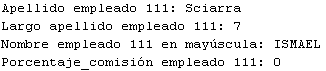 Apellido empleado 111: Sciarra
Largo apellido empleado 111: 7
Nombre empleado 111 en mayúscula: ISMAEL
Porcentaje_comisión empleado 111: 0